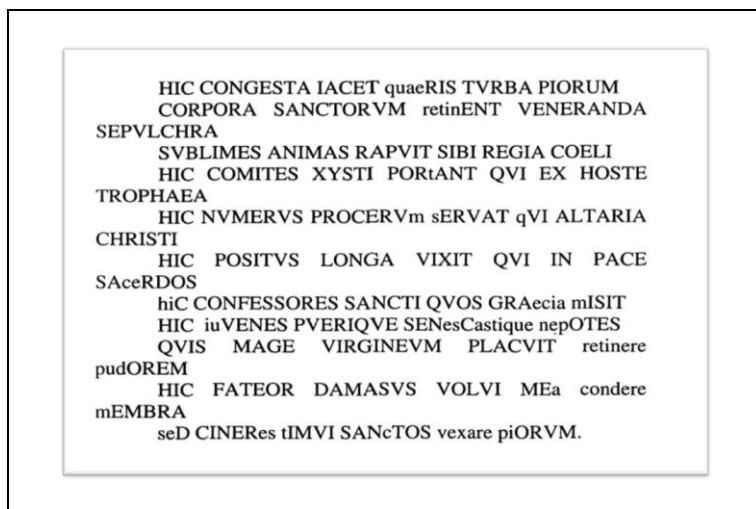 HIC CONGESTA IACET quaeRIS TVRBA PIORUM
CORPORA SANCTORVM retinENT VENERANDA
SEPVLCHRA
SVBLIMES ANIMAS RAPVIT SIBI REGIA COELI
HIC COMITES XYSTI PORtANT QVI EX HOSTE
TROPHAEA
HIC NVMERVS PROCERVm sERVAT qVI ALTARIA
CHRISTI
HIC POSITVS LONGA VIXIT QVI IN PACE
SAceRDOS
hiC CONFESSORES SANCTI QVOS GRAecia mISIT
HIC iuVENES PVERIQVE SENesCastique nepOTES
QVIS MAGE VIRGINEVM PLACVIT retinere
pudOREM
HIC FATEOR DAMASVS VOLVI MEa condere
mEMBRA
seD CINERes tIMVI SANcTOS vexare piORVM.